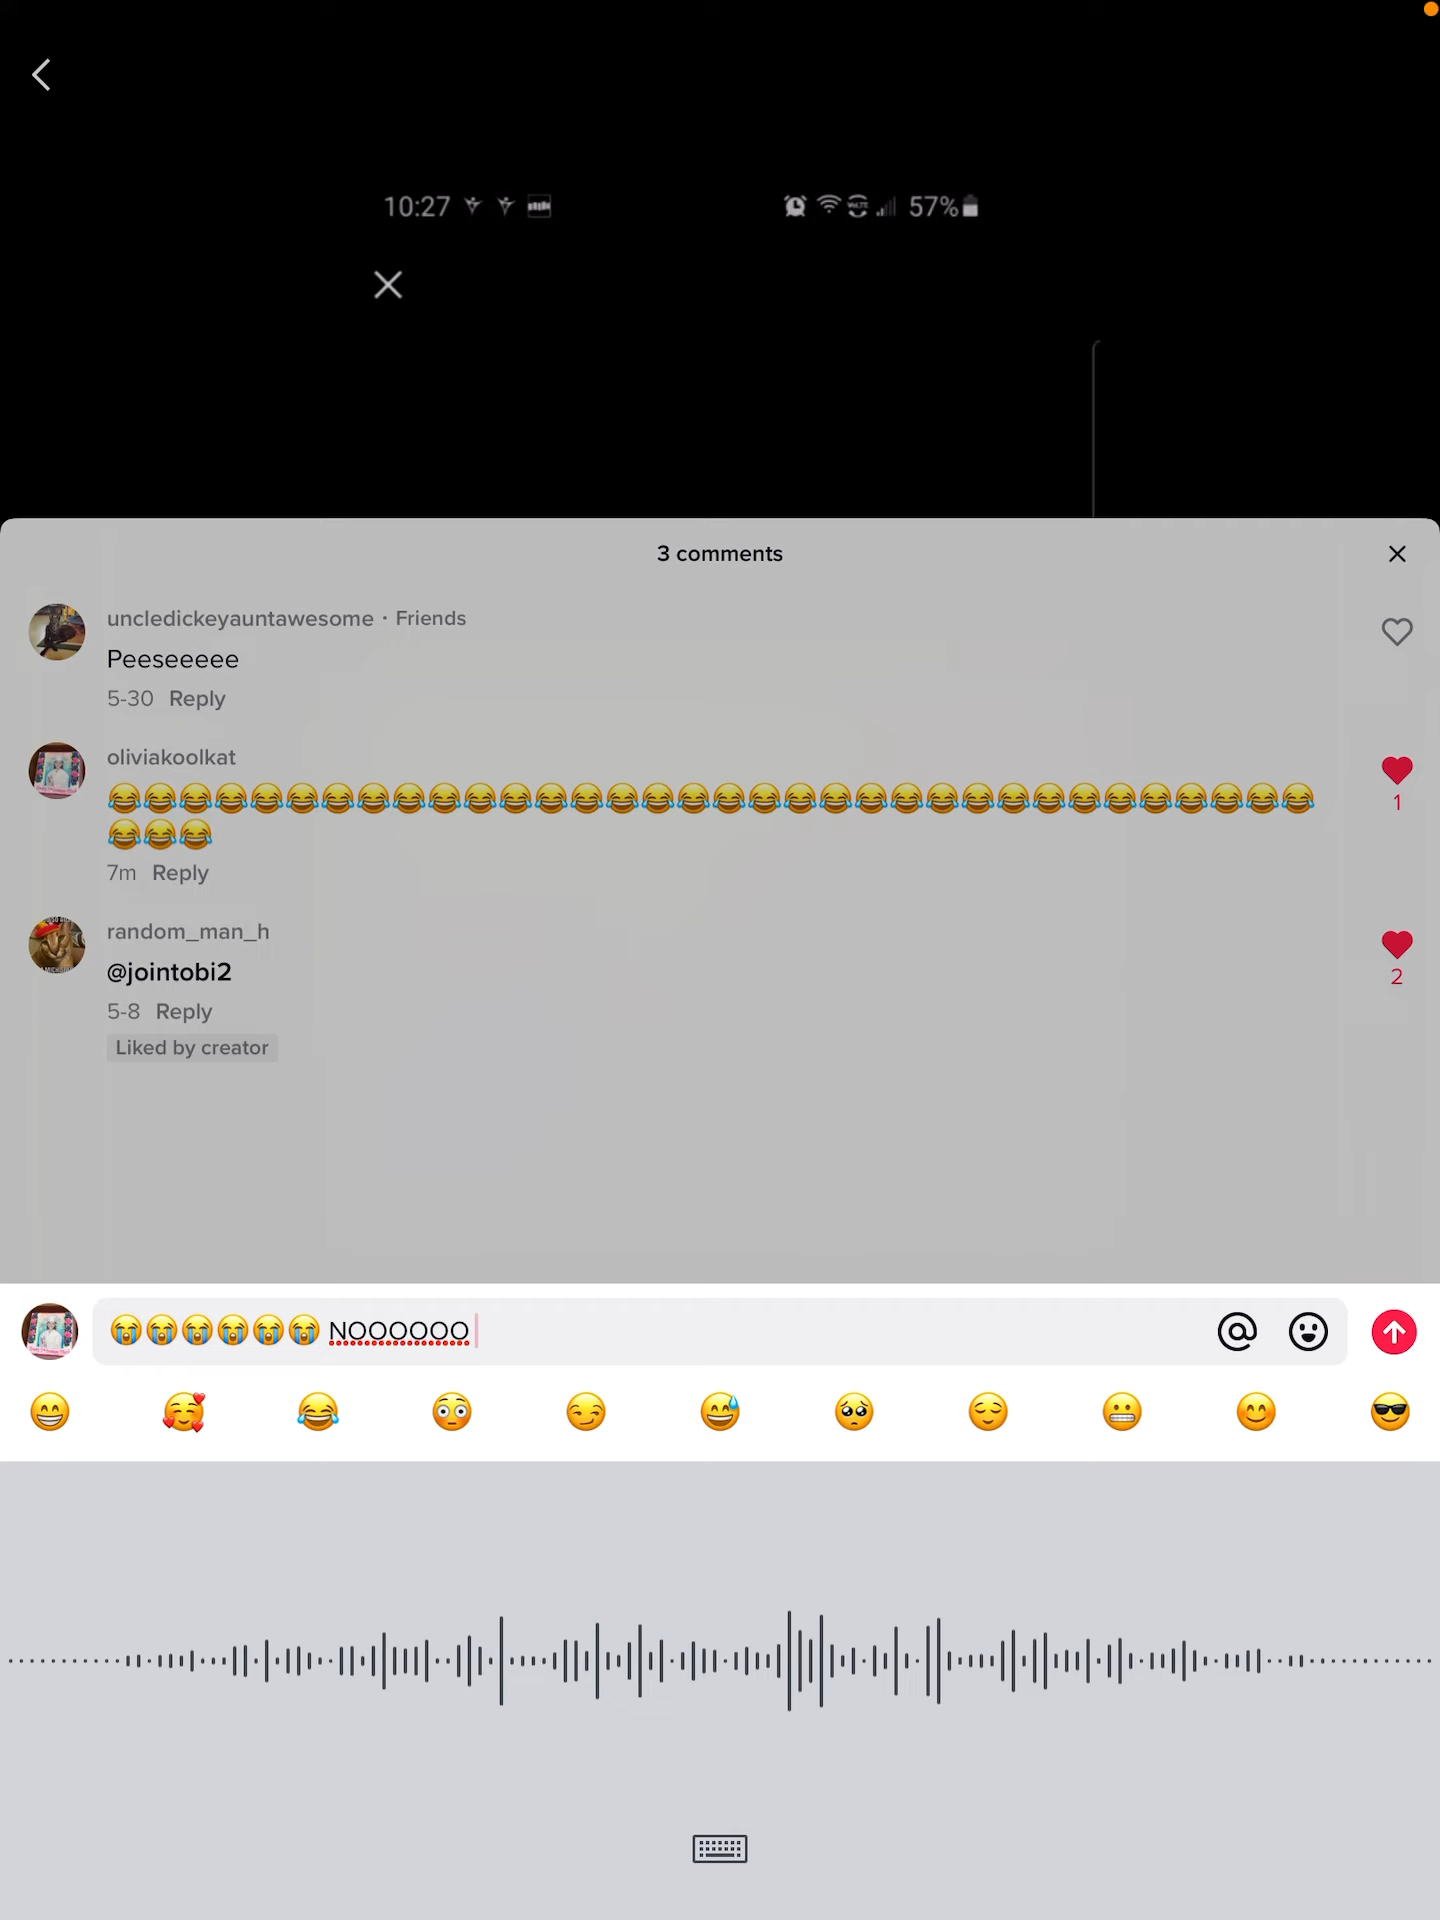 10:27 57%
3 comments
uncledickeyauntawesome · Friends
Peeseeeee
5-30 Reply
oliviakoolkat
😂😂😂😂😂😂😂😂😂😂😂😂😂😂😂😂😂😂😂😂😂😂😂😂😂😂😂😂😂😂😂😂😂😂
😂😂😂
1
7m Reply
random_man_h
@jointobi2
2
5-8 Reply
Liked by creator
😭😭😭😭😭😭 NOOOOOO